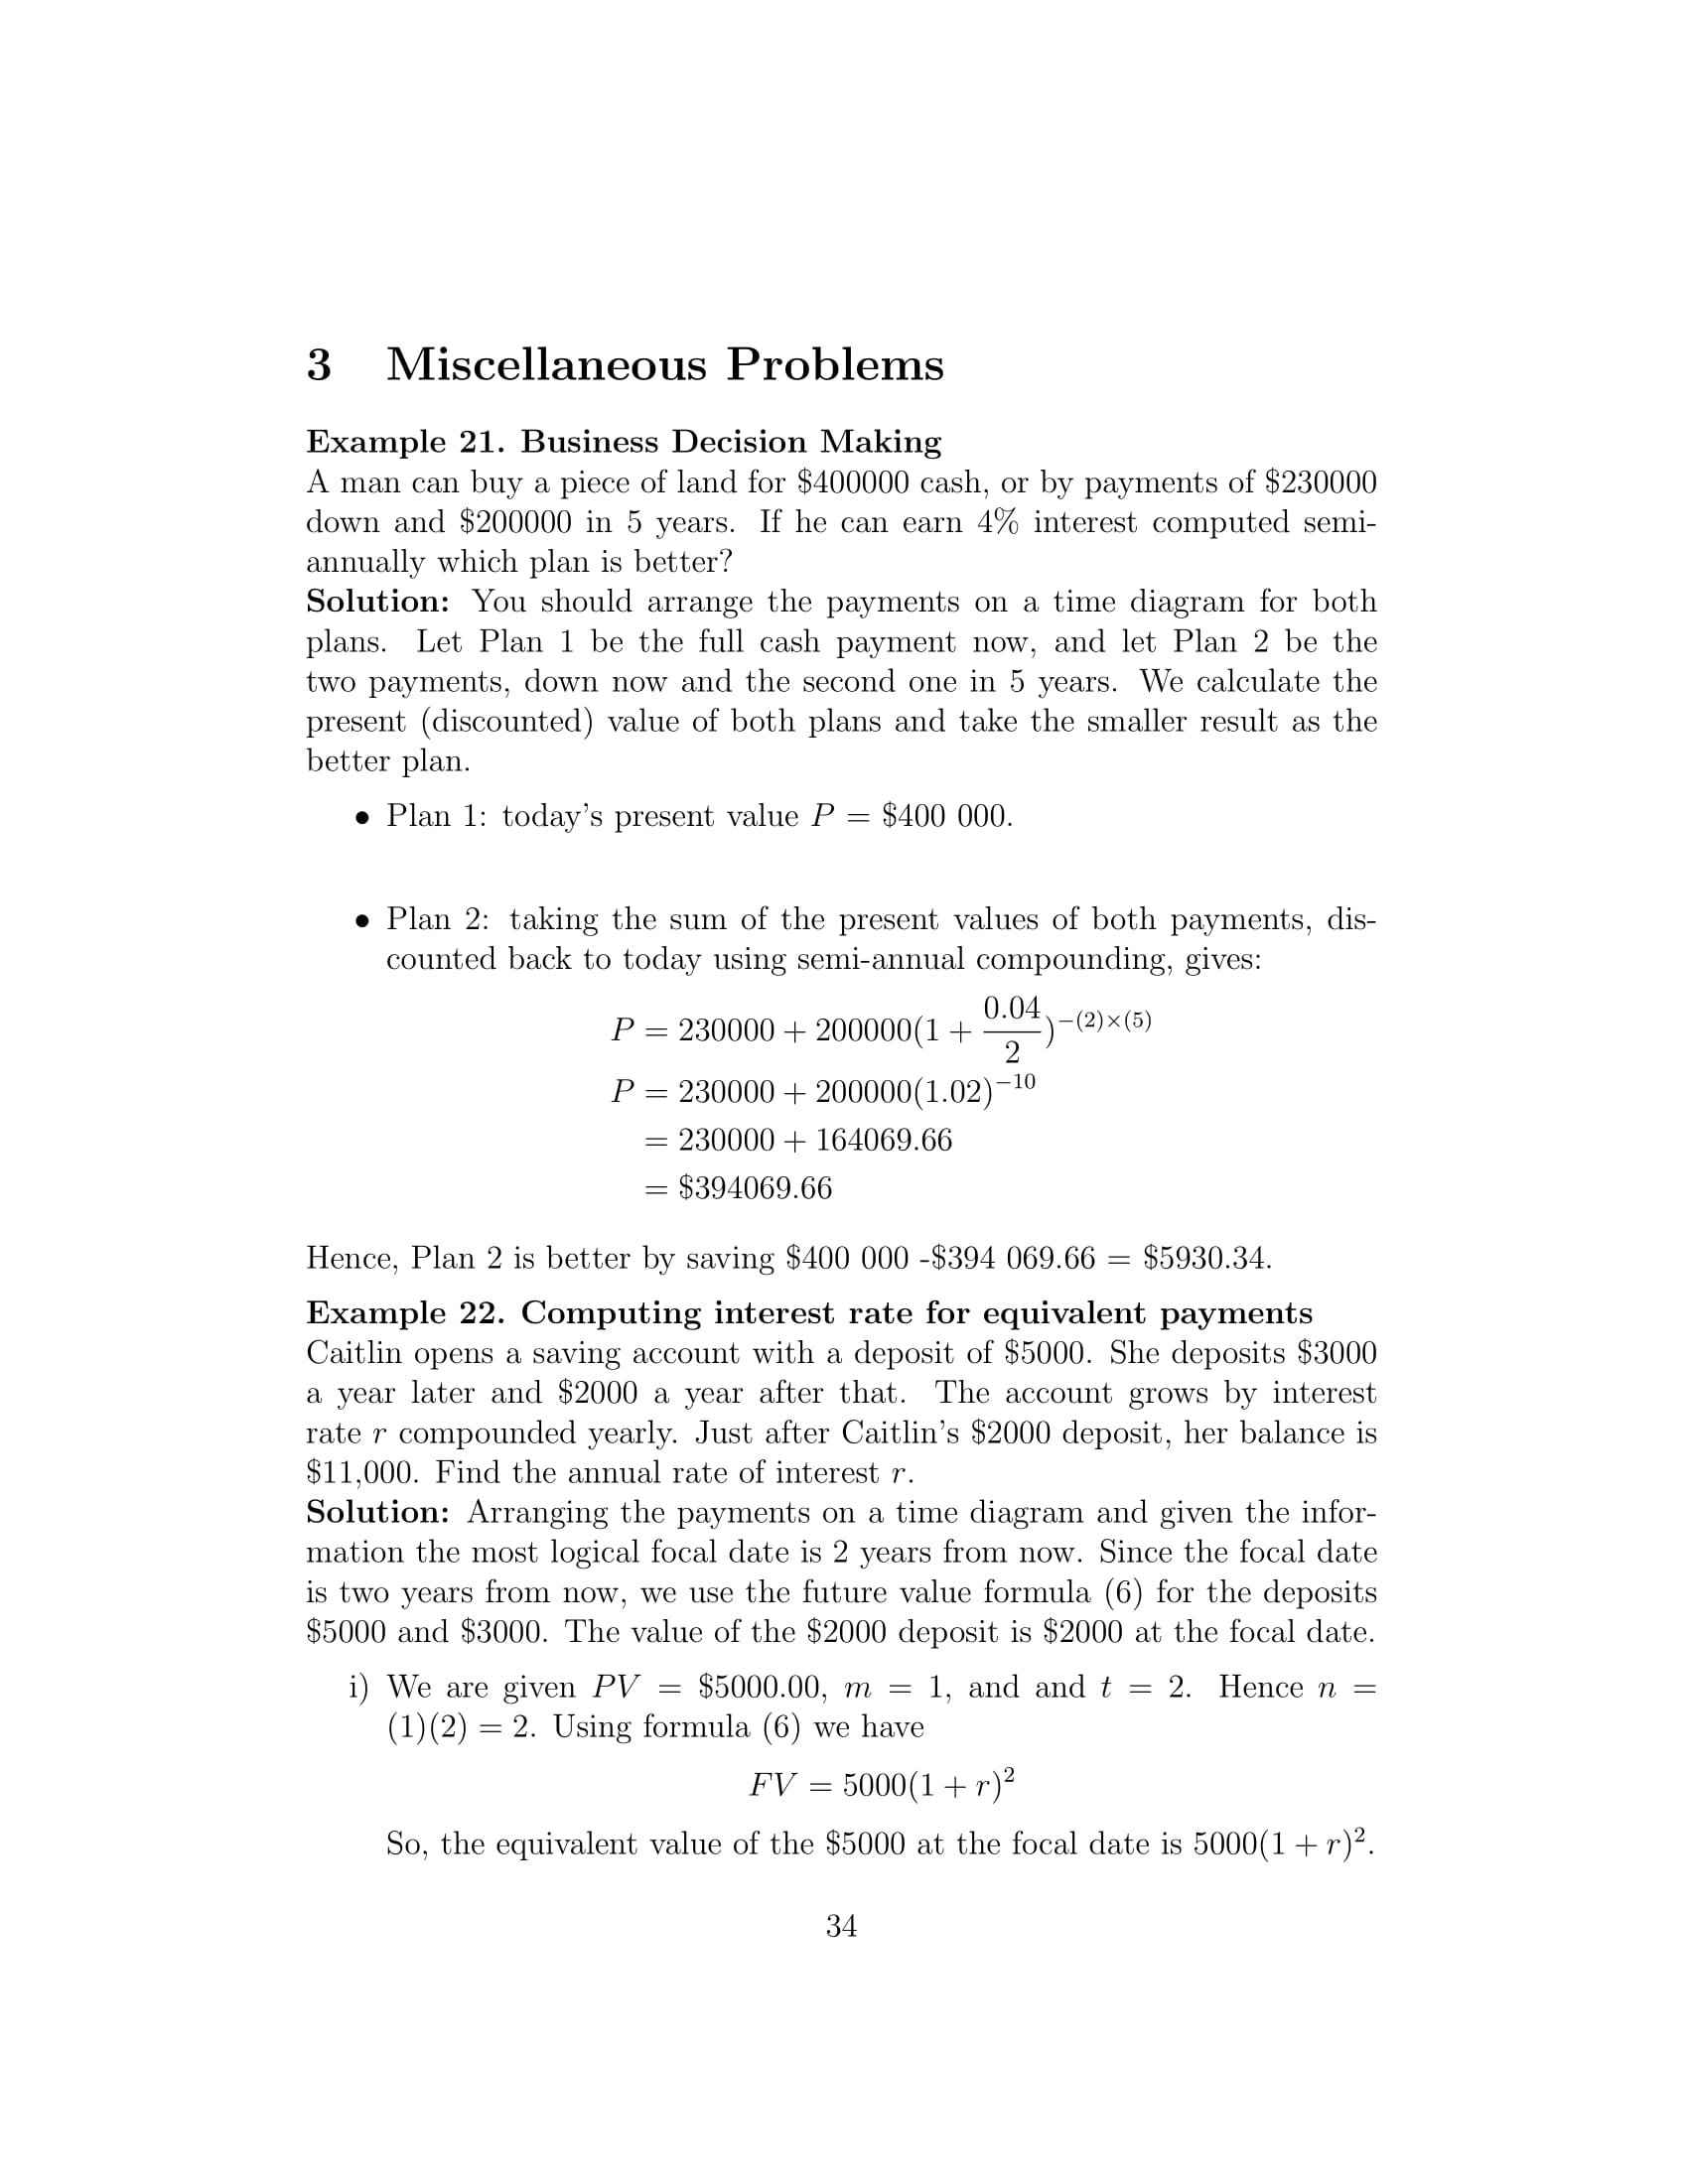 3 Miscellaneous Problems
Example 21. Business Decision Making
A man can buy a piece of land for $400000 cash, or by payments of $230000
down and $200000 in 5 years. If he can earn 4% interest computed semi-
annually which plan is better?
Solution: You should arrange the payments on a time diagram for both
plans. Let Plan 1 be the full cash payment now, and let Plan 2 be the
two payments, down now and the second one in 5 years. We calculate the
present (discounted) value of both plans and take the smaller result as the
better plan.
• Plan 1: today's present value P = $400 000.
• Plan 2: taking the sum of the present values of both payments, dis-
counted back to today using semi-annual compounding, gives:
P = 230000 + 200000(1 + \frac{0.04}{2})^{-(2)×(5)}
P = 230000 + 200000(1.02)^{-10}
= 230000 + 164069.66
= $394069.66
Hence, Plan 2 is better by saving $400 000 -$394 069.66 = $5930.34.
Example 22. Computing interest rate for equivalent payments
Caitlin opens a saving account with a deposit of $5000. She deposits $3000
a year later and $2000 a year after that. The account grows by interest
rate r compounded yearly. Just after Caitlin's $2000 deposit, her balance is
$11,000. Find the annual rate of interest r.
Solution: Arranging the payments on a time diagram and given the infor-
mation the most logical focal date is 2 years from now. Since the focal date
is two years from now, we use the future value formula (6) for the deposits
$5000 and $3000. The value of the $2000 deposit is $2000 at the focal date.
i) We are given PV = $5000.00, m = 1, and and t = 2. Hence n =
(1)(2) = 2. Using formula (6) we have
FV = 5000(1 + r)^2
So, the equivalent value of the $5000 at the focal date is 5000(1 + r)^2.
34